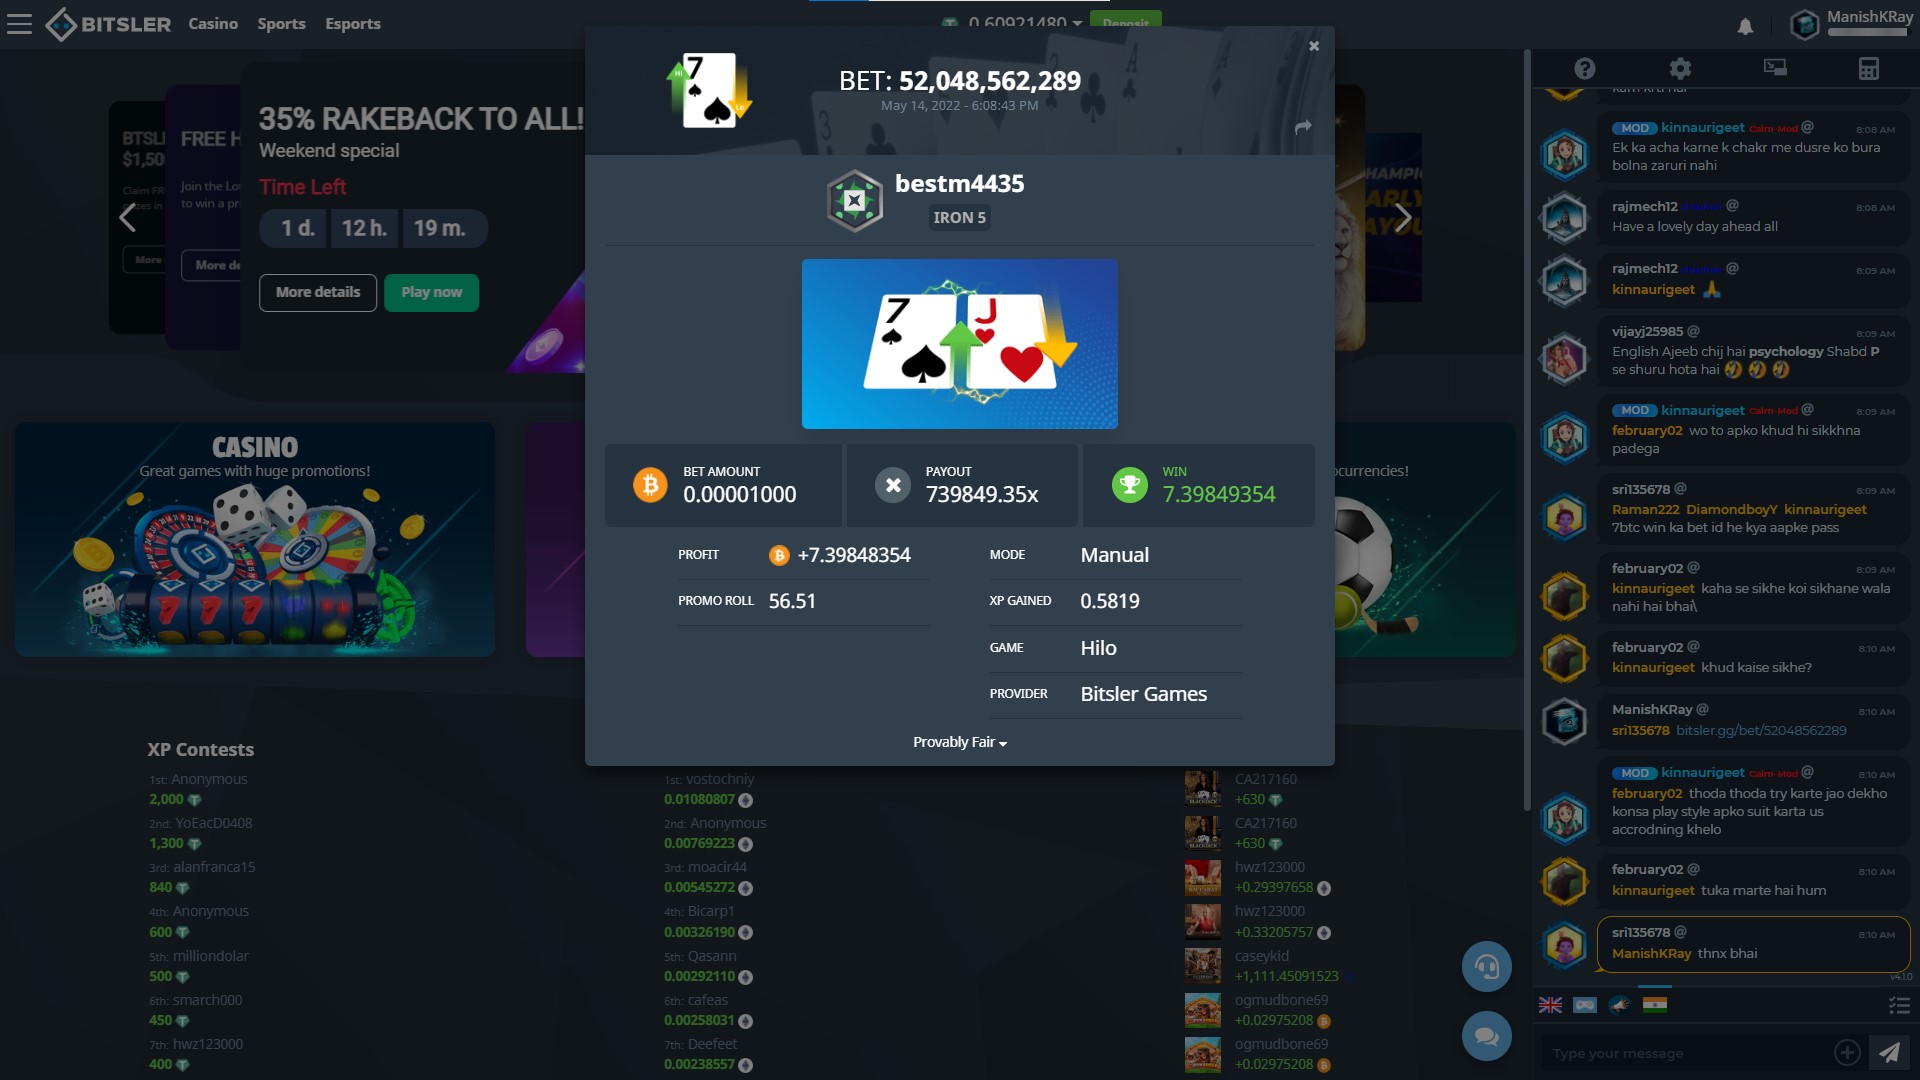 BITSLER
Casino
Sports
Esports
0.60921480
Deposit
ManishKRay
BTSL
$1,50
More
FREE H
Join the Lo
to win a pr
More de
35% RAKEBACK TO ALL!
Weekend special
Time Left
1 d.
12 h.
19 m.
More details
Play now
CASINO
Great games with huge promotions!
ocurrencies!
BET: 52,048,562,289
May 14, 2022 - 6:08:43 PM
7
Hi
Lo
bestm4435
IRON 5
7
J
BET AMOUNT
0.00001000
PAYOUT
739849.35x
WIN
7.39849354
PROFIT
+7.39848354
PROMO ROLL
56.51
MODE
Manual
XP GAINED
0.5819
GAME
Hilo
PROVIDER
Bitsler Games
Provably Fair
XP Contests
1st: Anonymous
2,000
2nd: YoEacD0408
1,300
3rd: alanfranca15
840
4th: Anonymous
600
5th: milliondolar
500
6th: smarch000
450
7th: hwz123000
400
1st: vostochniy
0.01080807
2nd: Anonymous
0.00769223
3rd: moacir44
0.00545272
4th: Bicarp1
0.00326190
5th: Qasann
0.00292110
6th: cafeas
0.00258031
7th: Deefeet
0.00238557
CA217160
+630
CA217160
+630
hwz123000
+0.29397658
hwz123000
+0.33205757
caseykid
+1,111.45091523
ogmudbone69
+0.02975208
ogmudbone69
+0.02975208
MOD kinnaurigeet Calm-Mod @ 8:08 AM
Ek ka acha karne k chakr me dusre ko bura
bolna zaruri nahi
rajmech12 @ 8:08 AM
Have a lovely day ahead all
rajmech12 @ 8:09 AM
kinnaurigeet 🙏
vijayj25985 @ 8:09 AM
English Ajeeb chij hai psychology Shabd P
se shuru hota hai 🤣 🤣 🤣
MOD kinnaurigeet Calm-Mod @ 8:09 AM
february02 wo to apko khud hi sikkhna
padega
sri135678 @ 8:09 AM
Raman222 DiamondboyY kinnaurigeet
7btc win ka bet id he kya aapke pass
february02 @ 8:09 AM
kinnaurigeet kaha se sikhe koi sikhane wala
nahi hai bhai\
february02 @ 8:10 AM
kinnaurigeet khud kaise sikhe?
ManishKRay @ 8:10 AM
sri135678 bitsler.gg/bet/52048562289
MOD kinnaurigeet Calm-Mod @ 8:10 AM
february02 thoda thoda try karte jao dekho
konsa play style apko suit karta us
accrodning khelo
february02 @ 8:10 AM
kinnaurigeet tuka marte hai hum
sri135678 @ 8:10 AM
ManishKRay thnx bhai
v4.1.0
Type your message